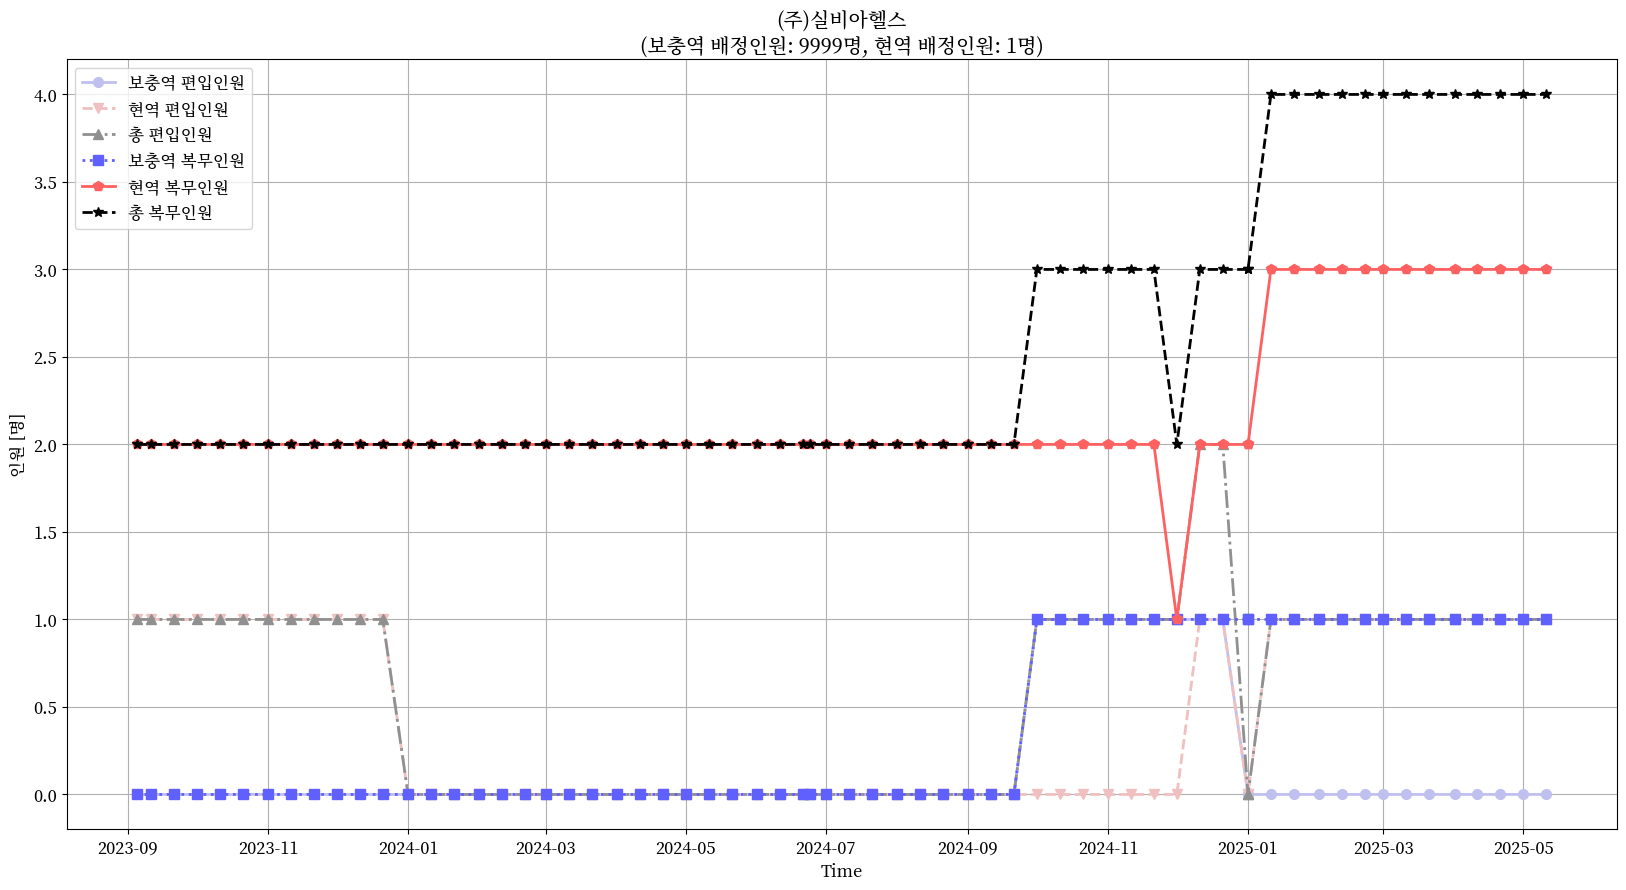 (주)실비아헬스
(보충역 배정인원: 9999명, 현역 배정인원: 1명)
보충역 편입인원
현역 편입인원
총 편입인원
보충역 복무인원
현역 복무인원
총 복무인원
4.0
3.5
3.0
2.5
2.0
1.5
1.0
0.5
0.0
인원 [명]
2023-09 2023-11 2024-01 2024-03 2024-05 2024-07 2024-09 2024-11 2025-01 2025-03 2025-05
Time